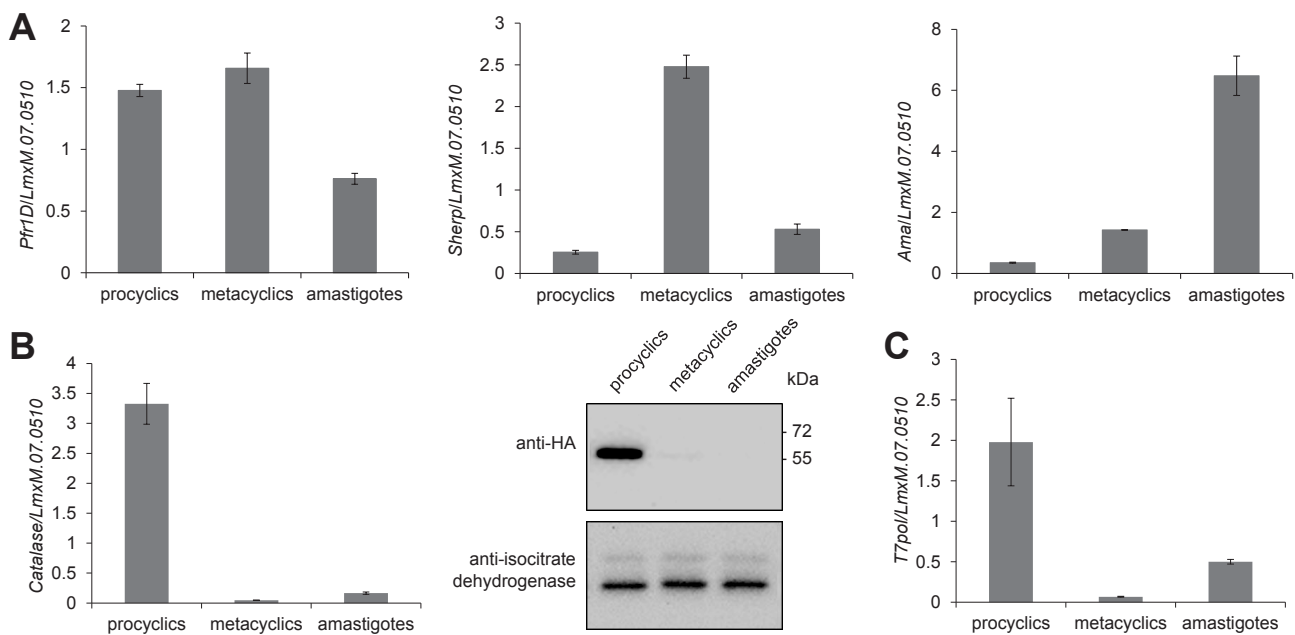 A
Pfr1D/LmxM.07.0510
2
1.5
1
0.5
0
procyclics metacyclics amastigotes
Sherp/LmxM.07.0510
3
2.5
2
1.5
1
0.5
0
procyclics metacyclics amastigotes
Ama/LmxM.07.0510
8
6
4
2
0
procyclics metacyclics amastigotes
B
Catalase/LmxM.07.0510
4
3.5
3
2.5
2
1.5
1
0.5
0
procyclics metacyclics amastigotes
procyclics metacyclics amastigotes
kDa
anti-HA
72
55
anti-isocitrate
dehydrogenase
C
T7pol/LmxM.07.0510
3
2.5
2
1.5
1
0.5
0
procyclics metacyclics amastigotes